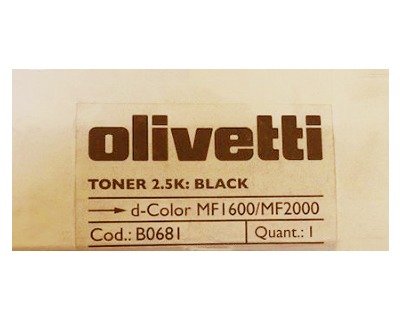 olivetti
TONER 2.5K: BLACK
→ d-Color MF1600/MF2000
Cod.: B0681 Quant.: 1